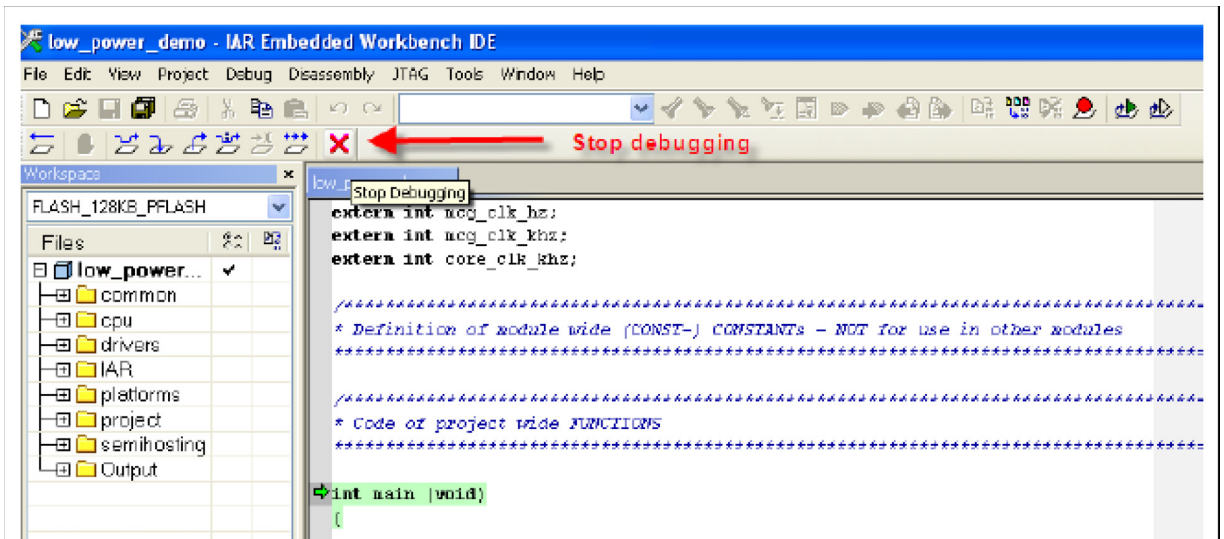 low_power_demo - IAR Embedded Workbench IDE
File Edit View Project Debug Disassembly JTAG Tools Window Help
Stop debugging
Workspace
Stop Debugging
FLASH_128KB_PFLASH
Files
low_power...
common
cpu
drivers
IAR
platforms
project
semihosting
Output
extern int mcg_clk_hz;
extern int mcg_clk_khz;
extern int core_clk_khz;
/*****************************************************************************
* Definition of module wide (CONST-) CONSTANTs - NOT for use in other modules
******************************************************************************
/*****************************************************************************
* Code of project wide FUNCTIONS
******************************************************************************
int main (void)
{